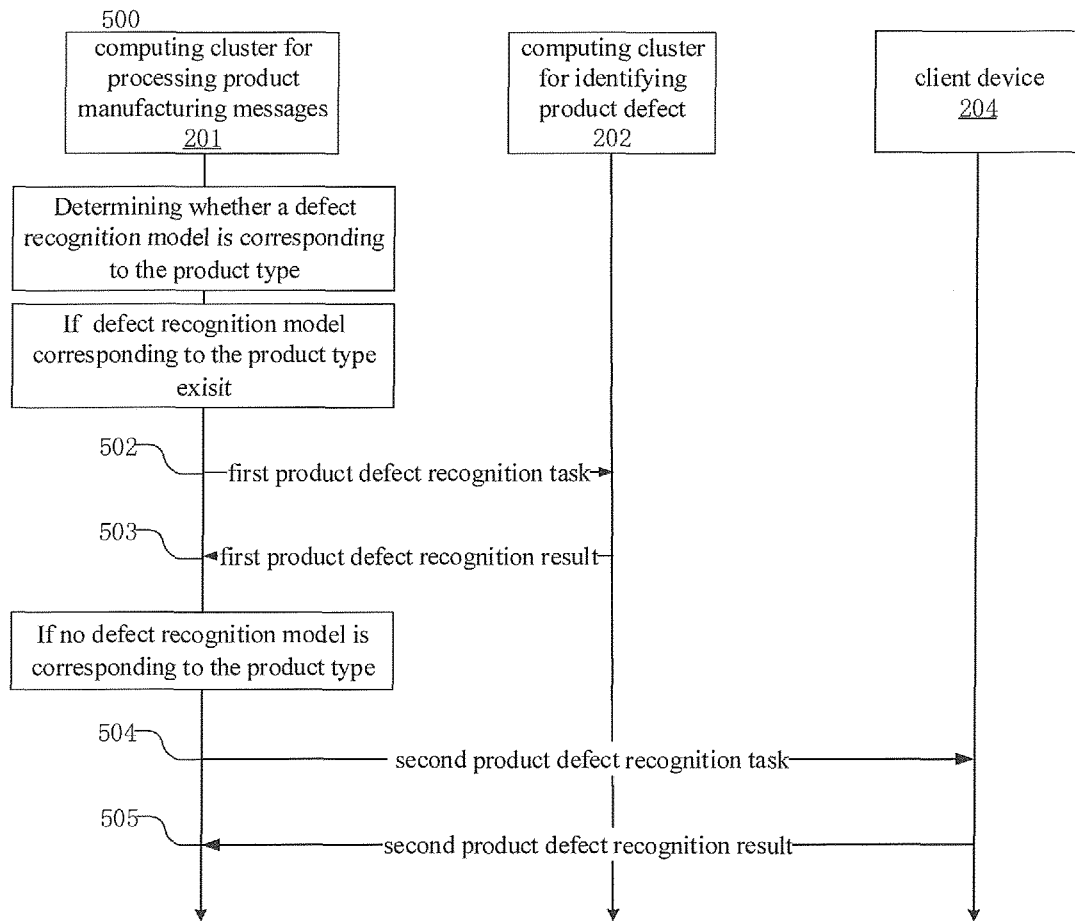 500
computing cluster for
processing product
manufacturing messages
201
computing cluster
for identifying
product defect
202
client device
204
Determining whether a defect
recognition model is corresponding
to the product type
If defect recognition model
corresponding to the product type
exisit
502
first product defect recognition task
503
first product defect recognition result
If no defect recognition model is
corresponding to the product type
504
second product defect recognition task
505
second product defect recognition result